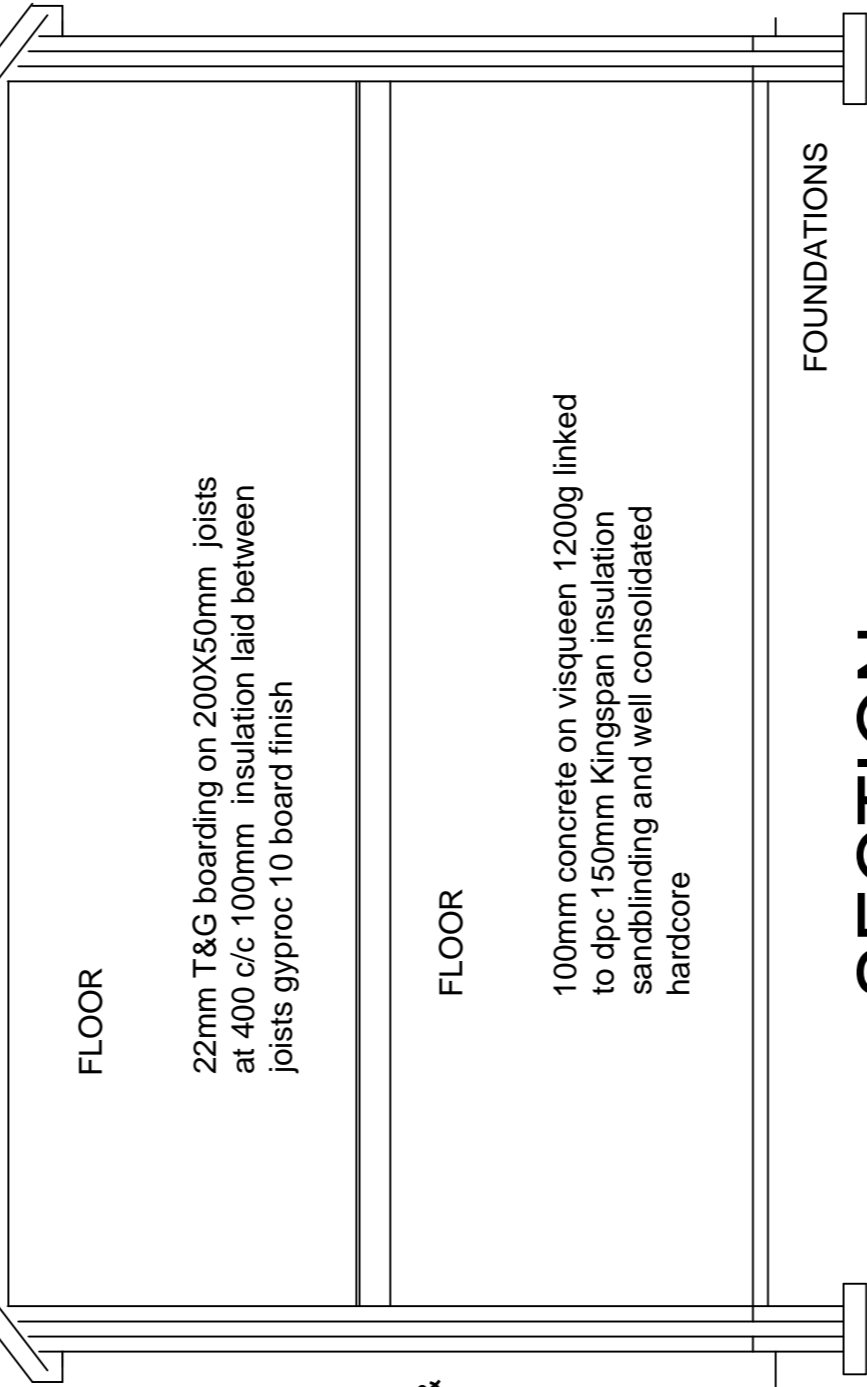 FLOOR
22mm T&G boarding on 200X50mm joists
at 400 c/c 100mm insulation laid between
joists gyproc 10 board finish
FLOOR
100mm concrete on visqueen 1200g linked
to dpc 150mm Kingspan insulation
sandblinding and well consolidated
hardcore
FOUNDATIONS
SECTION